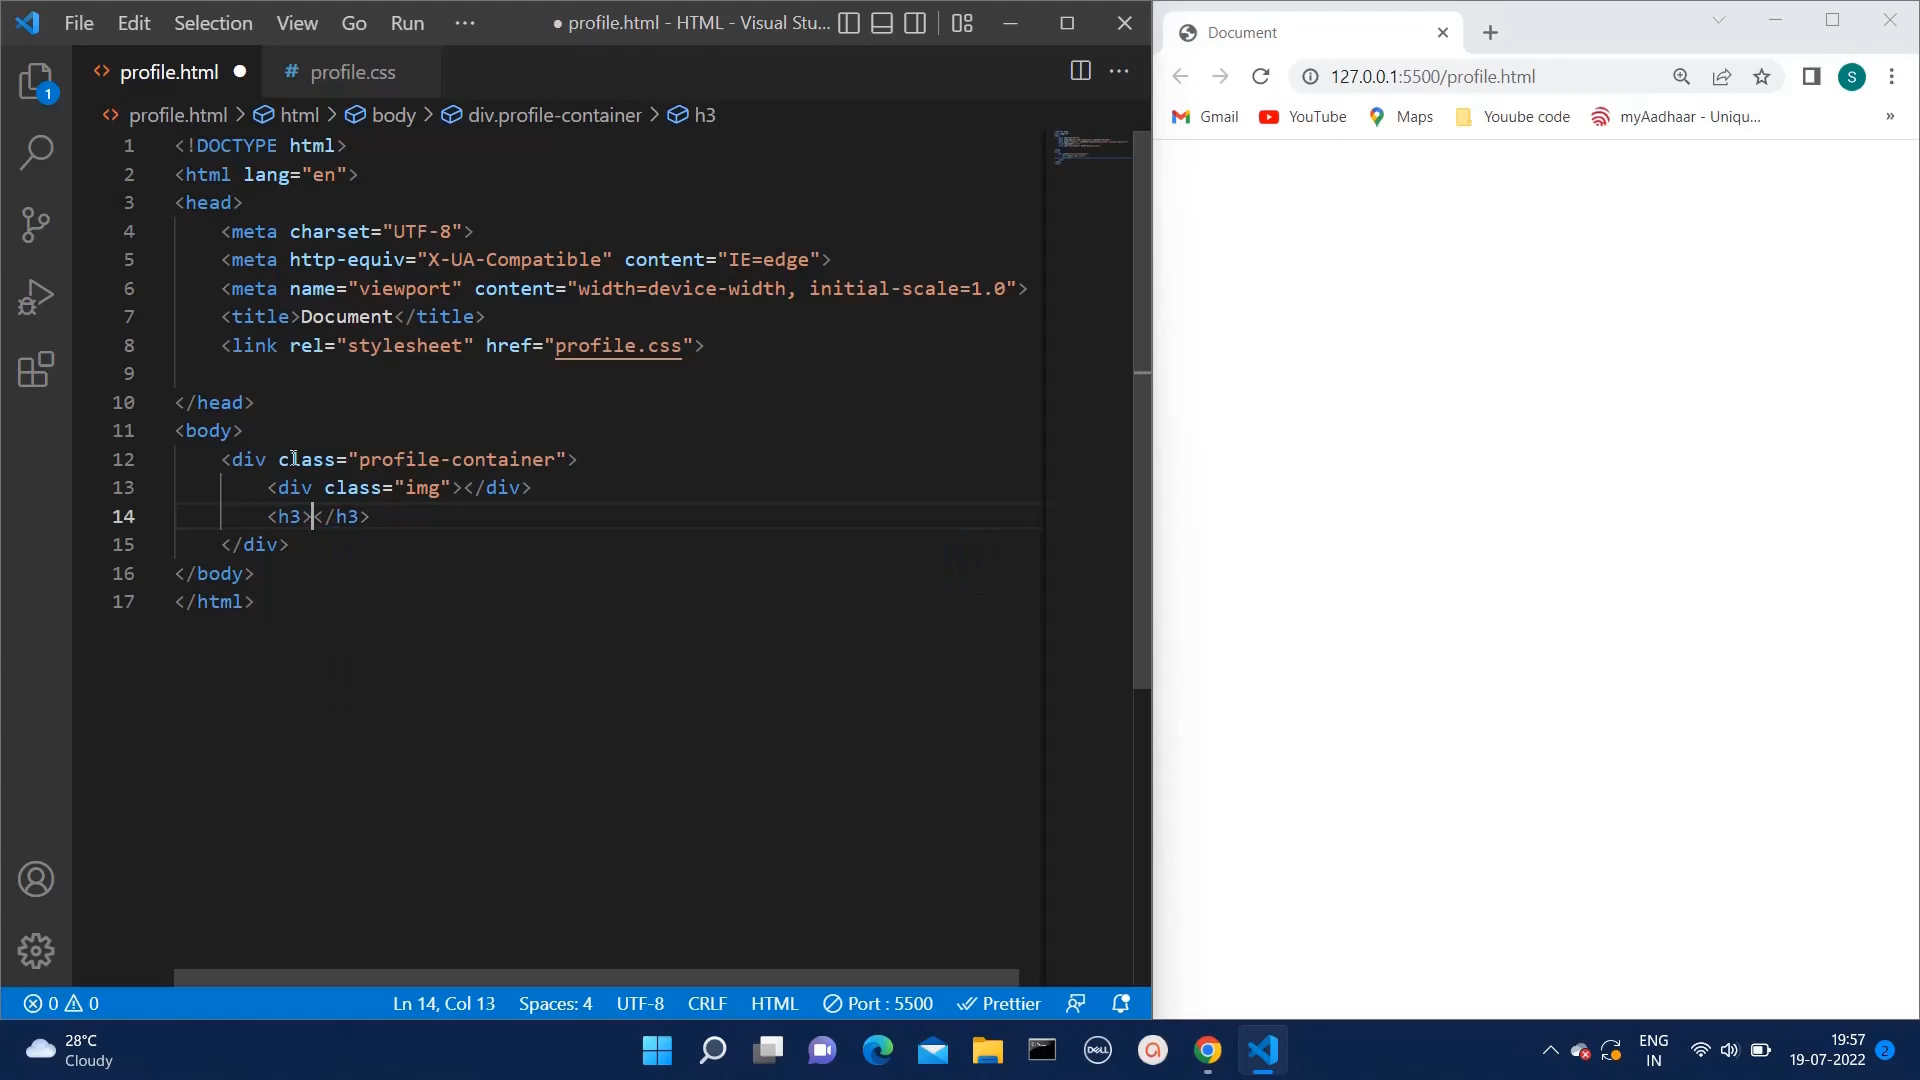 File Edit Selection View Go Run ··· ● profile.html - HTML - Visual Stu...
profile.html ● # profile.css
profile.html > html > body > div.profile-container > h3
1 <!DOCTYPE html>
2 <html lang="en">
3 <head>
4 <meta charset="UTF-8">
5 <meta http-equiv="X-UA-Compatible" content="IE=edge">
6 <meta name="viewport" content="width=device-width, initial-scale=1.0">
7 <title>Document</title>
8 <link rel="stylesheet" href="profile.css">
9
10 </head>
11 <body>
12 <div class="profile-container">
13 <div class="img"></div>
14 <h3></h3>
15 </div>
16 </body>
17 </html>
1
0 0 Ln 14, Col 13 Spaces: 4 UTF-8 CRLF HTML Port : 5500 Prettier
Document
127.0.0.1:5500/profile.html S
Gmail YouTube Maps Youube code myAadhaar - Uniqu... »
28°C
Cloudy
DELL
a
ENG
IN
19:57
19-07-2022
2